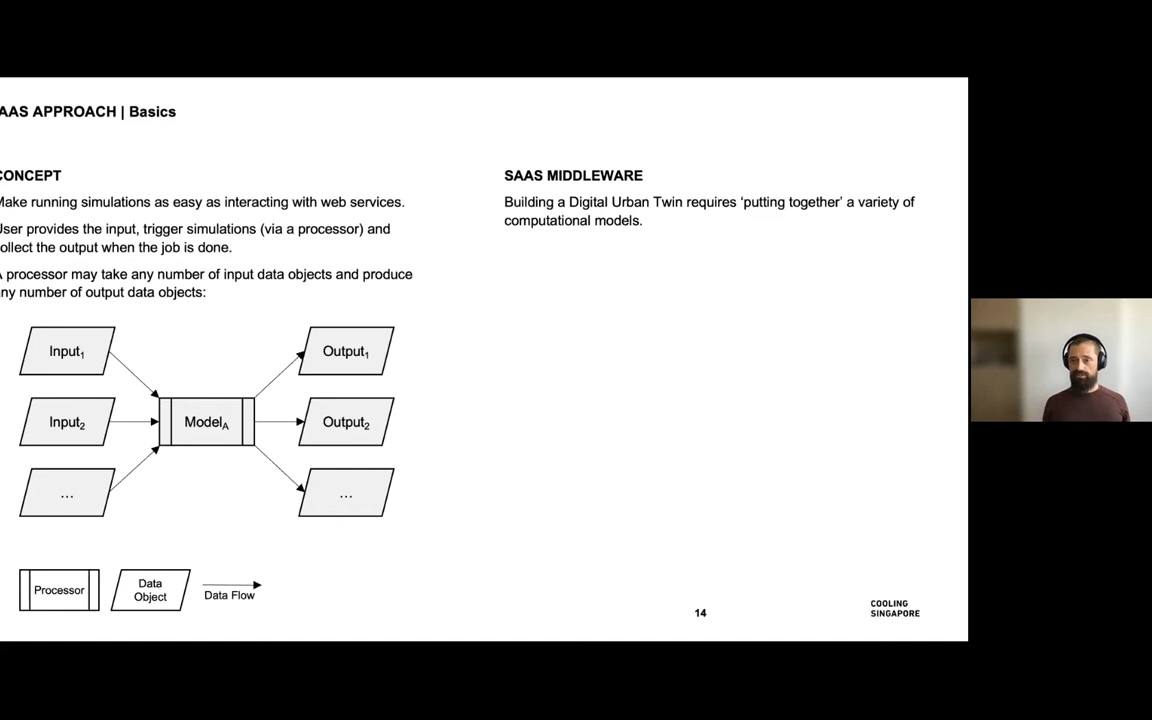 AAS APPROACH | Basics
CONCEPT
Make running simulations as easy as interacting with web services.
User provides the input, trigger simulations (via a processor) and
ollect the output when the job is done.
A processor may take any number of input data objects and produce
ny number of output data objects:
Input1
Input2
...
ModelA
Output1
Output2
...
Processor
Data
Object
Data Flow
SAAS MIDDLEWARE
Building a Digital Urban Twin requires ‘putting together’ a variety of
computational models.
14
COOLING
SINGAPORE